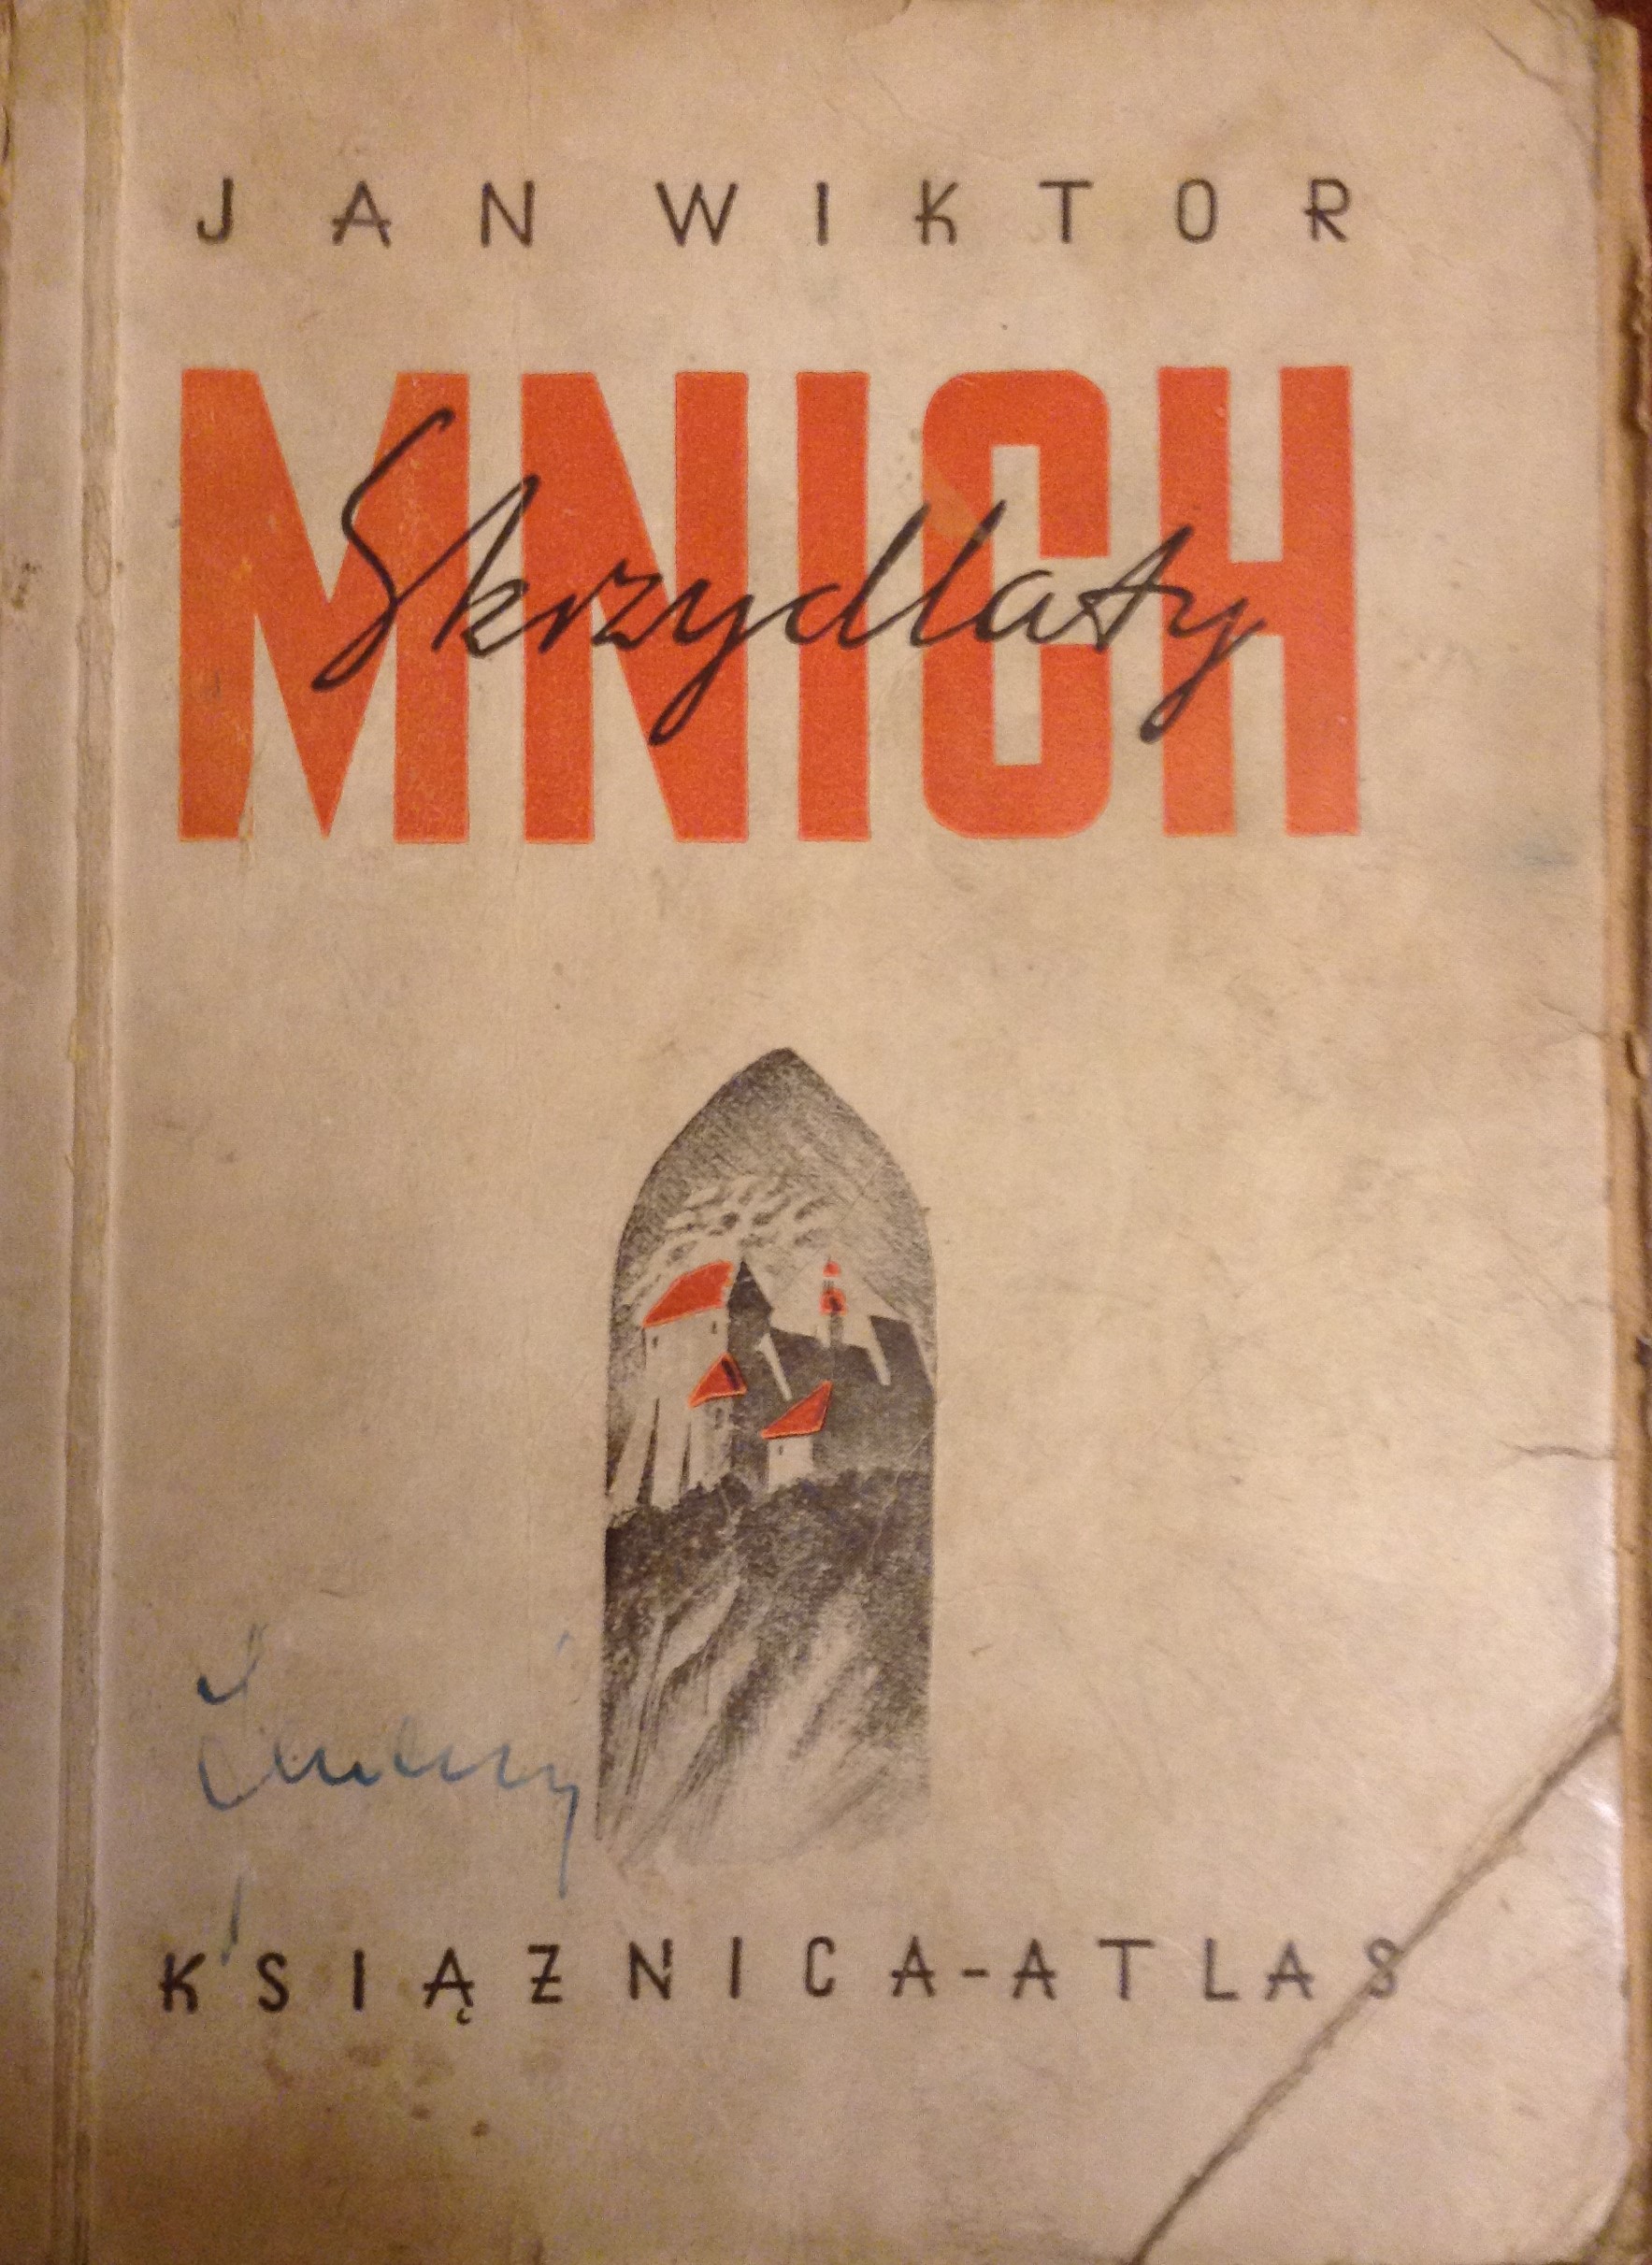 JAN WIKTOR
MNICH
Skrzydlaty
KSIĄŻNICA-ATLAS